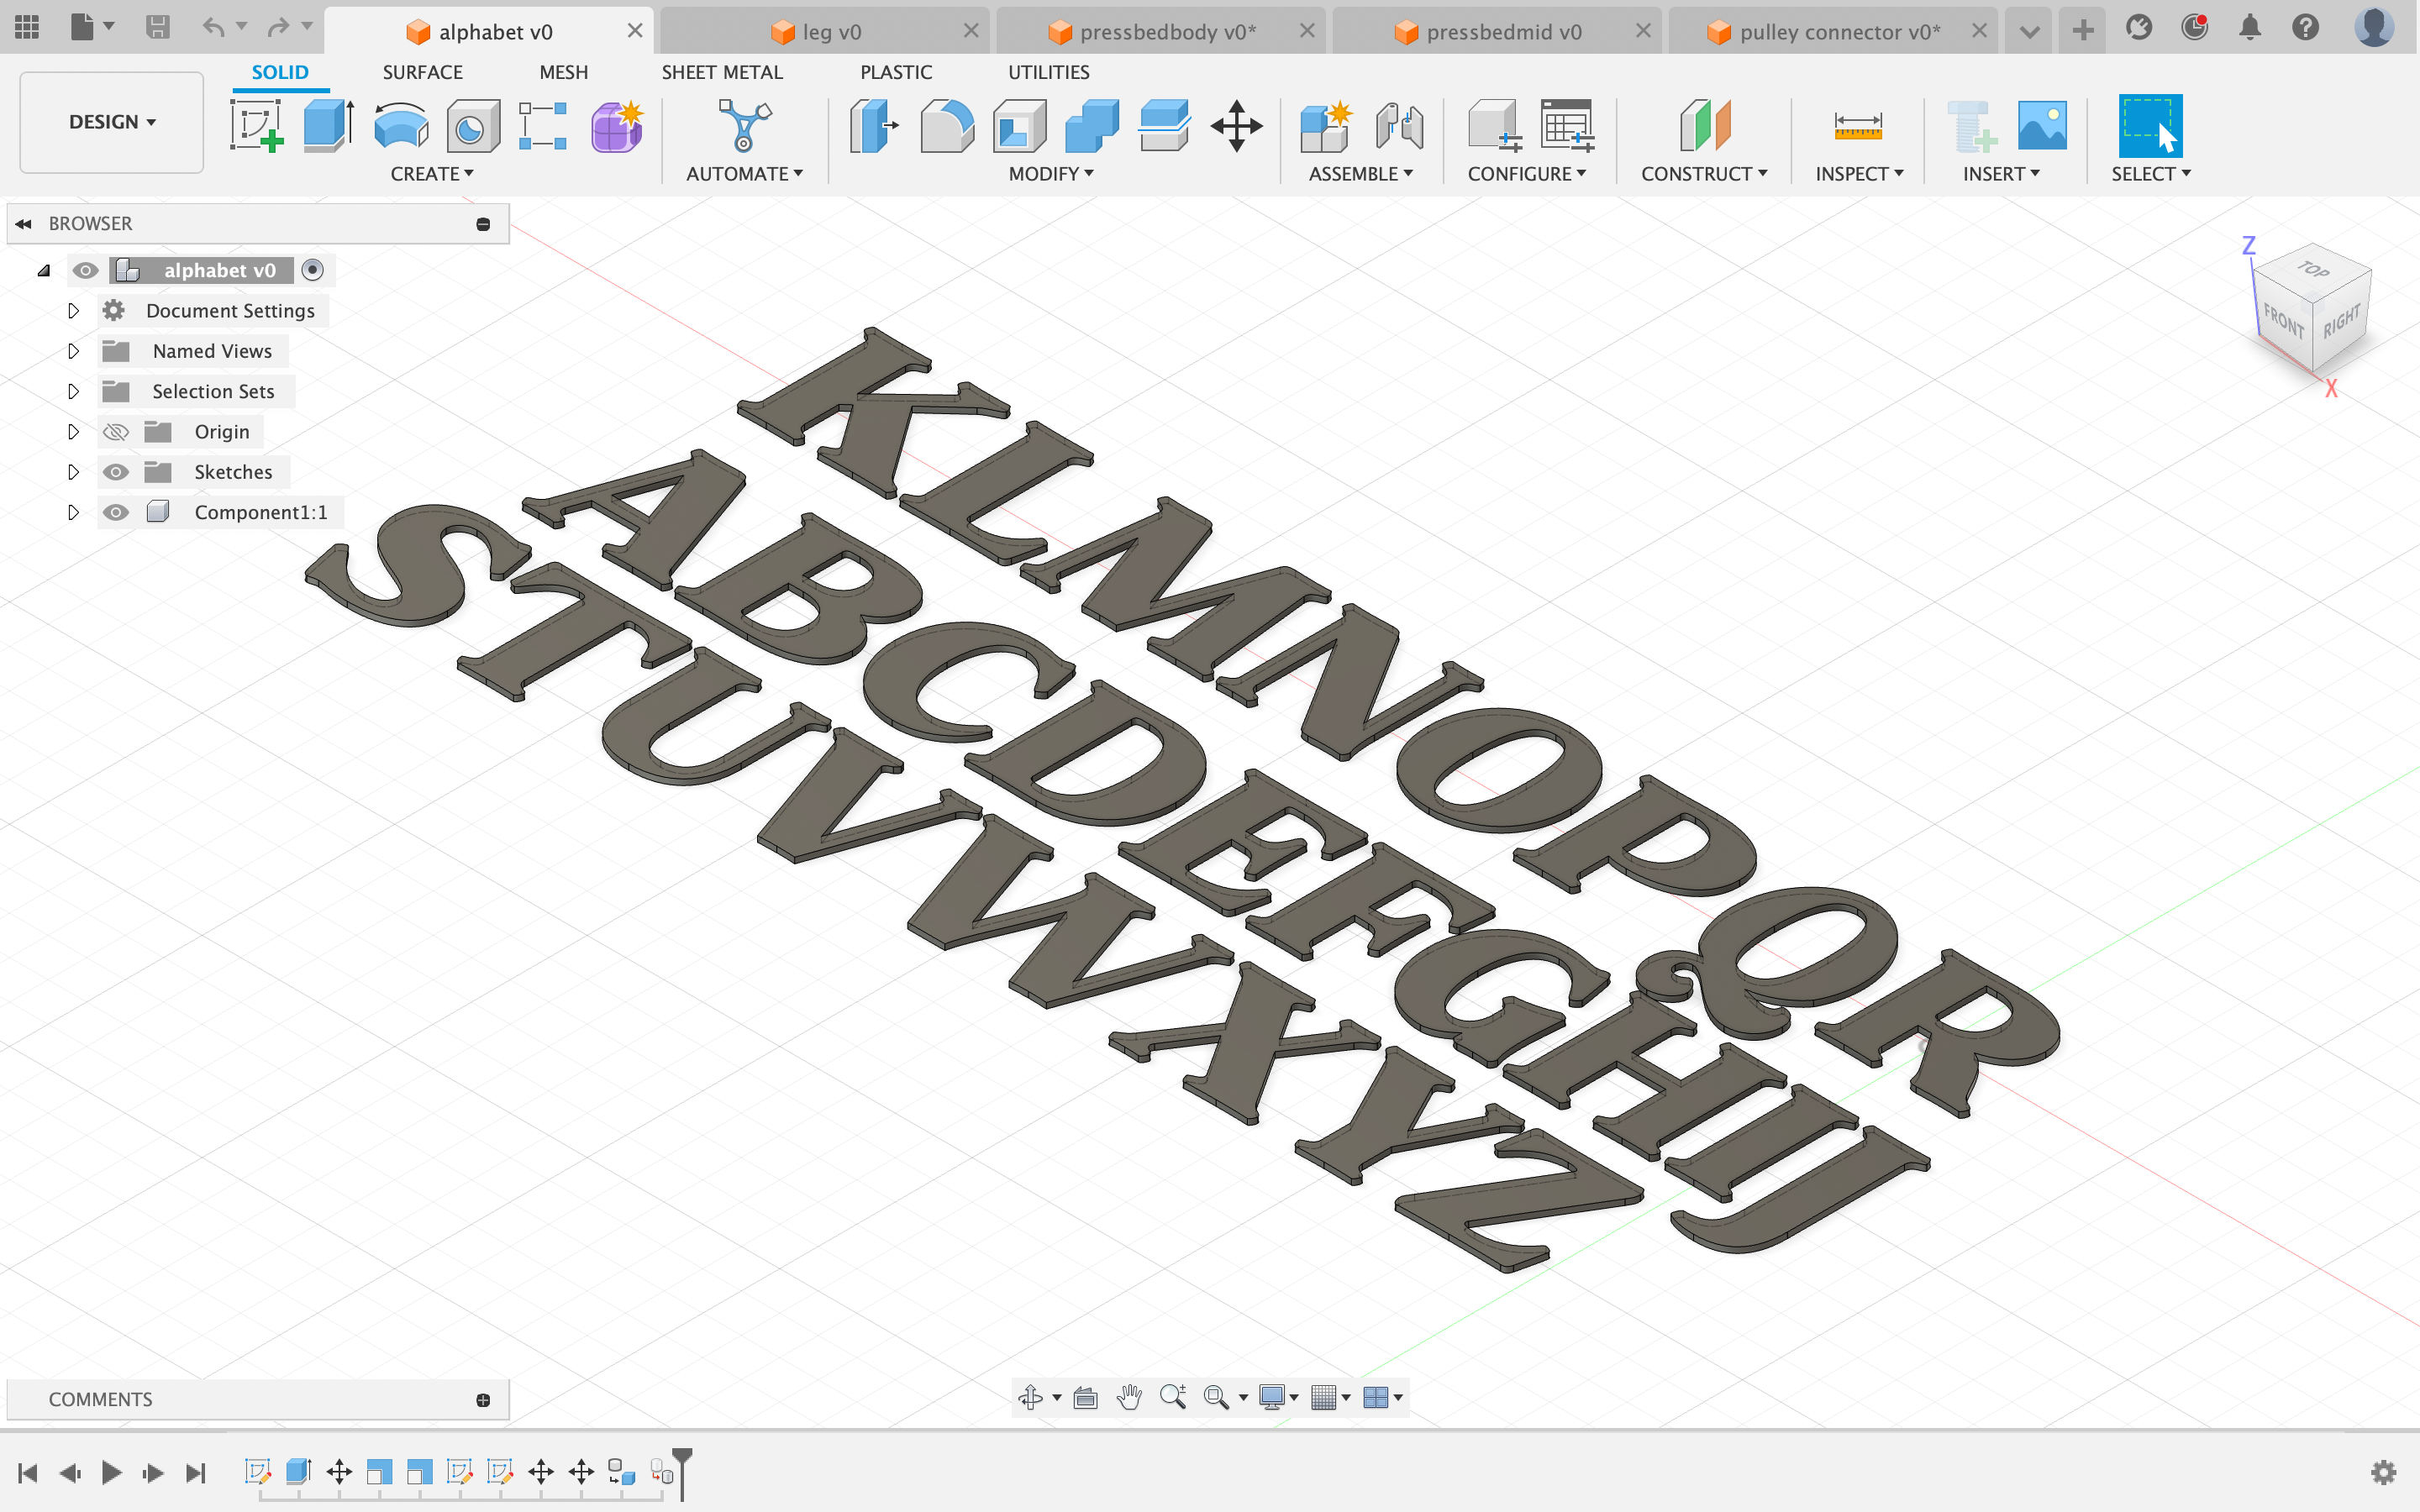 alphabet v0
leg v0
pressbedbody v0*
pressbedmid v0
pulley connector v0*
SOLID
SURFACE
MESH
SHEET METAL
PLASTIC
UTILITIES
DESIGN
CREATE
AUTOMATE
MODIFY
ASSEMBLE
CONFIGURE
CONSTRUCT
INSPECT
INSERT
SELECT
BROWSER
alphabet v0
Document Settings
Named Views
Selection Sets
Origin
Sketches
Component1:1
Z
TOP
FRONT
RIGHT
X
KLMNOPQR
ABCDEFGHIJ
STUVWXYZ
COMMENTS